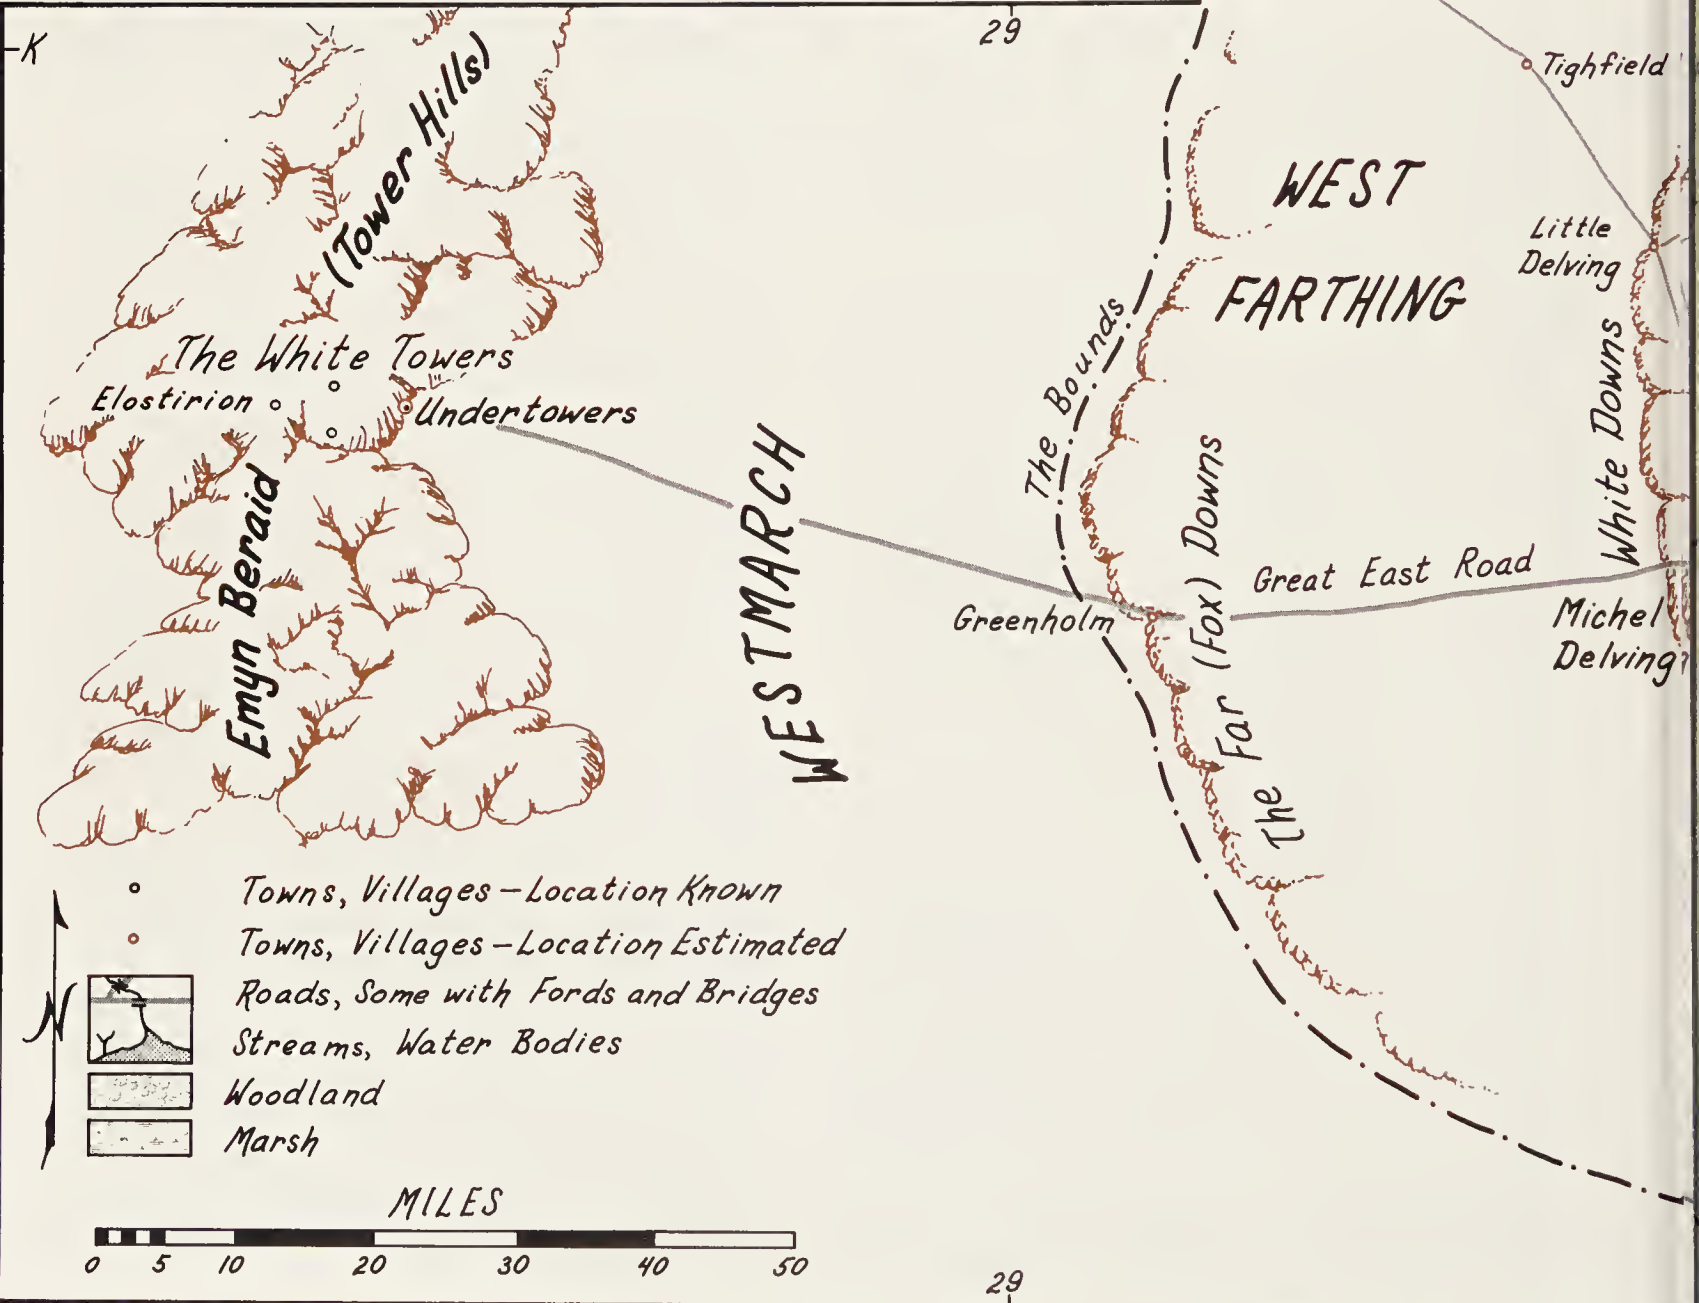 K
29
Tighfield
(Tower Hills)
WEST
FARTHING
Little
Delving
The Bounds
White Downs
The White Towers
Elostirion
Undertowers
WESTMARCH
Emyn Beraid
The Far (Fox) Downs
Great East Road
Greenholm
Michel
Delving
Towns, Villages – Location Known
Towns, Villages – Location Estimated
Roads, Some with Fords and Bridges
Streams, Water Bodies
Woodland
Marsh
N
MILES
0 5 10 20 30 40 50
29